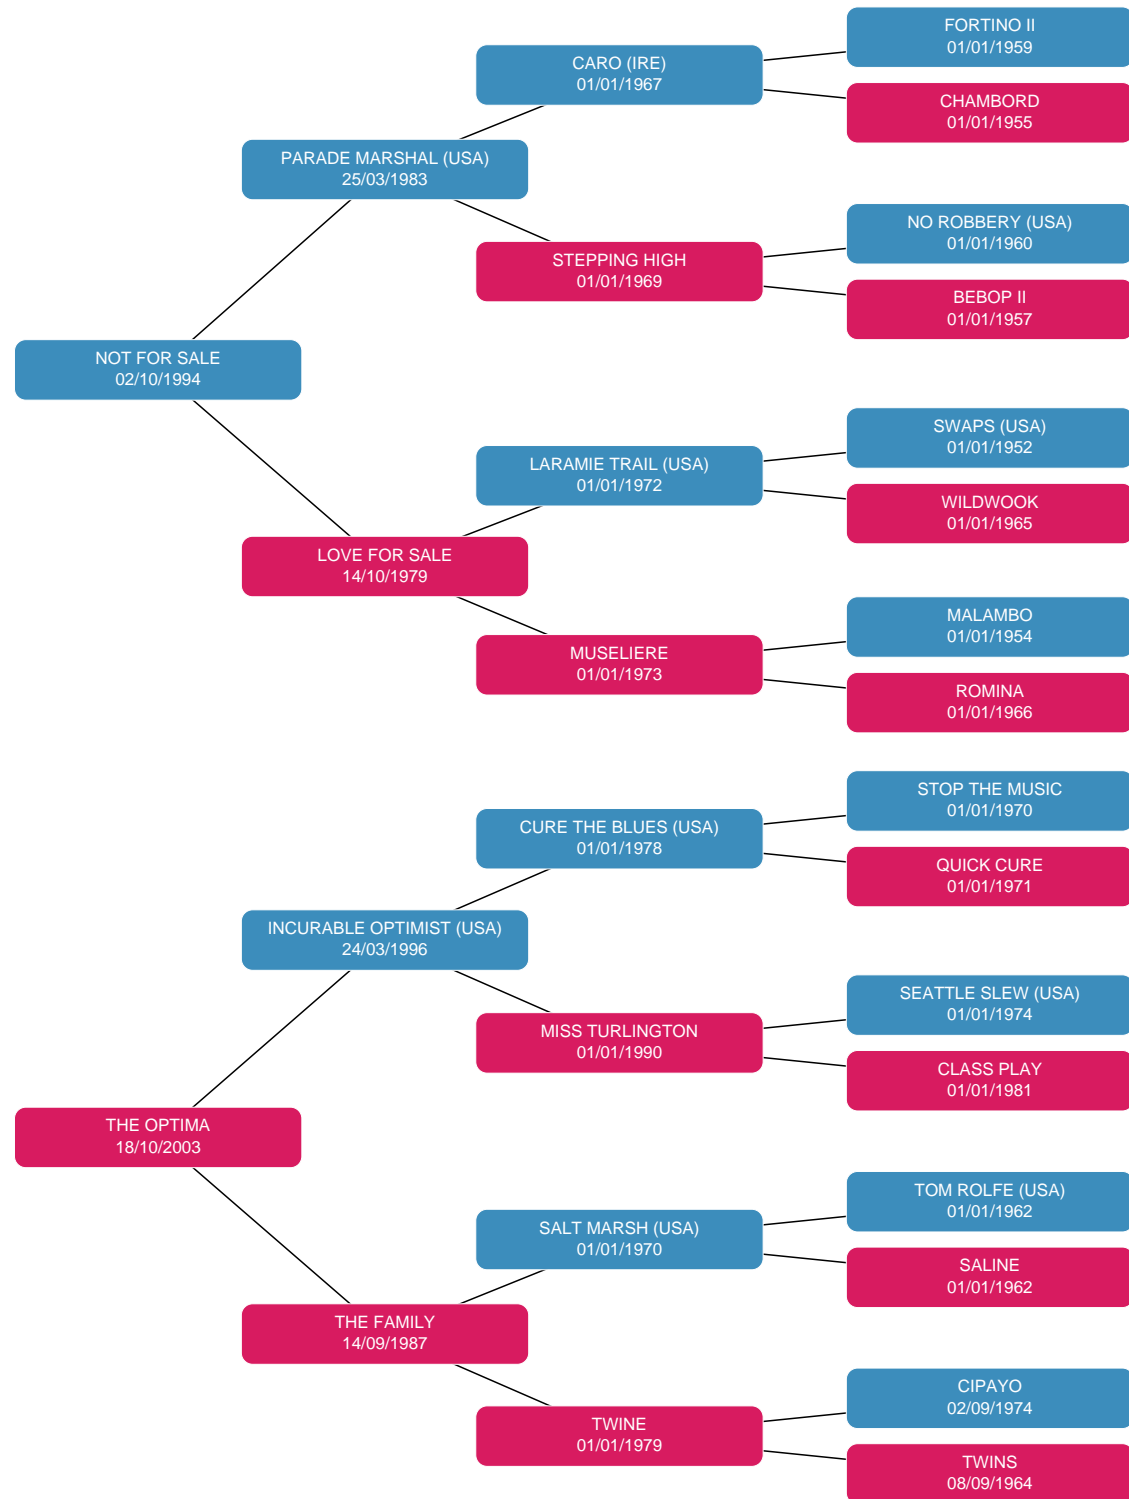 FORTINO II
01/01/1959
CARO (IRE)
01/01/1967
CHAMBORD
01/01/1955
PARADE MARSHAL (USA)
25/03/1983
NO ROBBERY (USA)
01/01/1960
STEPPING HIGH
01/01/1969
BEBOP II
01/01/1957
NOT FOR SALE
02/10/1994
SWAPS (USA)
01/01/1952
LARAMIE TRAIL (USA)
01/01/1972
WILDWOOK
01/01/1965
LOVE FOR SALE
14/10/1979
MALAMBO
01/01/1954
MUSELIERE
01/01/1973
ROMINA
01/01/1966
STOP THE MUSIC
01/01/1970
CURE THE BLUES (USA)
01/01/1978
QUICK CURE
01/01/1971
INCURABLE OPTIMIST (USA)
24/03/1996
SEATTLE SLEW (USA)
01/01/1974
MISS TURLINGTON
01/01/1990
CLASS PLAY
01/01/1981
THE OPTIMA
18/10/2003
TOM ROLFE (USA)
01/01/1962
SALT MARSH (USA)
01/01/1970
SALINE
01/01/1962
THE FAMILY
14/09/1987
CIPAYO
02/09/1974
TWINE
01/01/1979
TWINS
08/09/1964